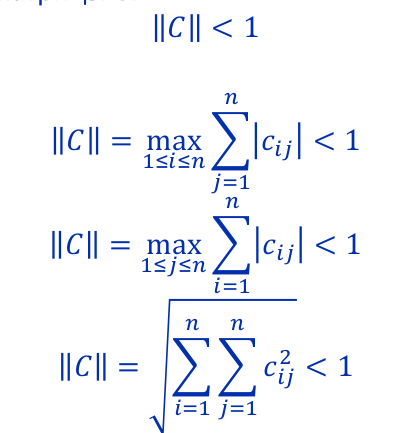 ‖C‖ < 1
‖C‖ = max_{1≤i≤n} ∑_{j=1}^{n} |c_{ij}| < 1
‖C‖ = max_{1≤j≤n} ∑_{i=1}^{n} |c_{ij}| < 1
‖C‖ = √(∑_{i=1}^{n} ∑_{j=1}^{n} c_{ij}^{2}) < 1